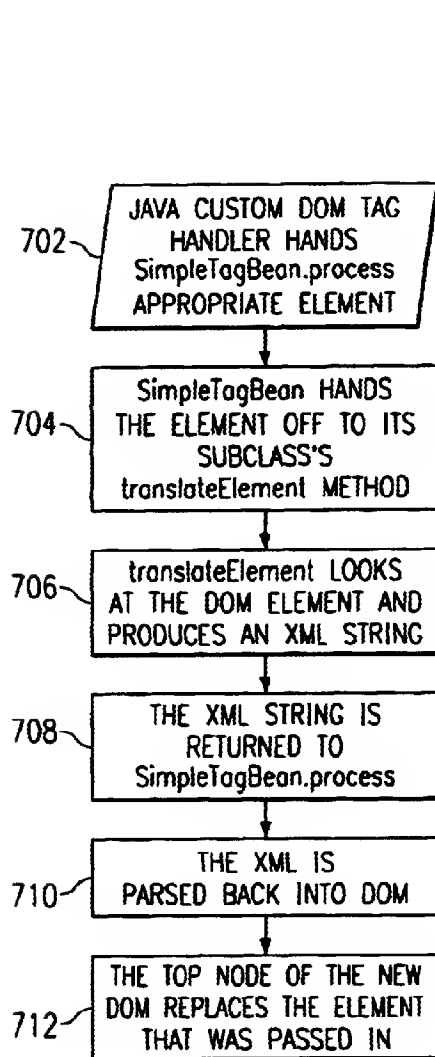 JAVA CUSTOM DOM TAG
702
HANDLER HANDS
SimpleTagBean.process
APPROPRIATE ELEMENT
SimpleTagBean HANDS
704
THE ELEMENT OFF TO ITS
SUBCLASS'S
translateElement METHOD
translateElement LOOKS
706
AT THE DOM ELEMENT AND
PRODUCES AN XML STRING
THE XML STRING IS
708
RETURNED TO
SimpleTagBean.process
THE XML IS
710
PARSED BACK INTO DOM
THE TOP NODE OF THE NEW
712
DOM REPLACES THE ELEMENT
THAT WAS PASSED IN